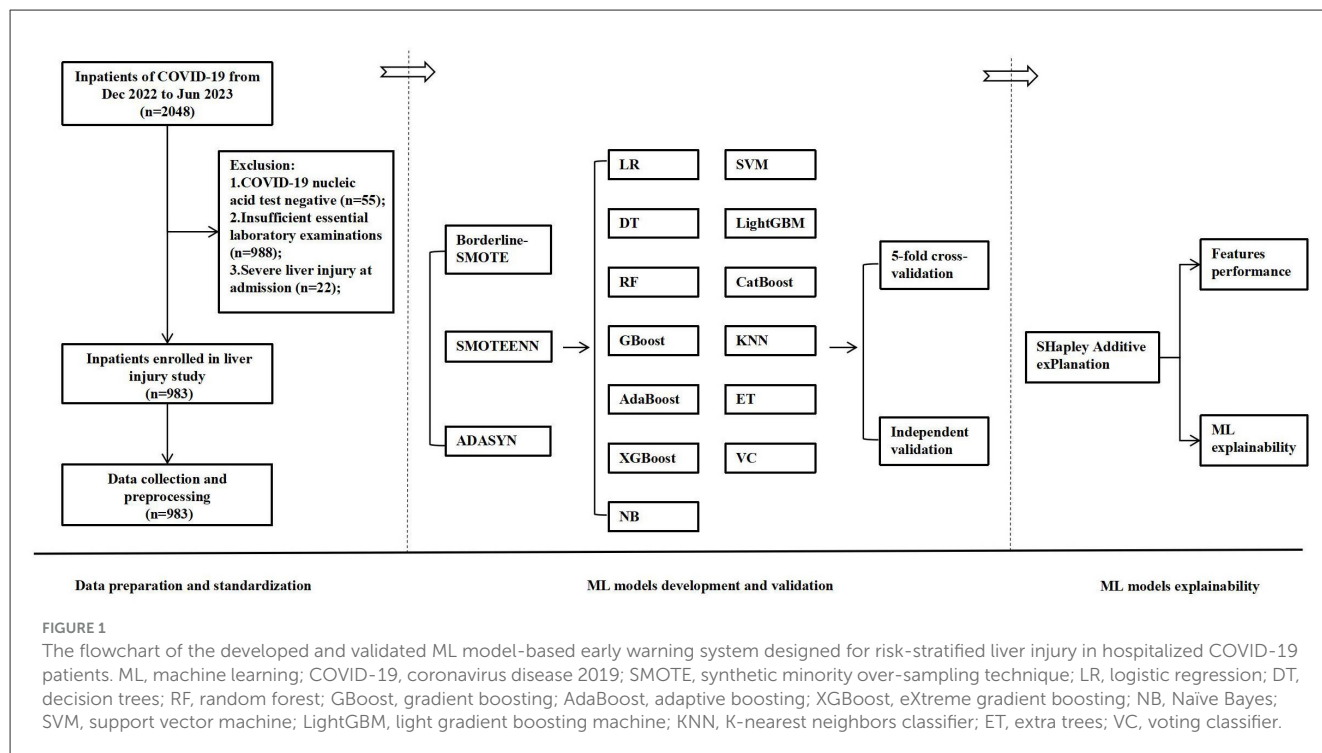 Inpatients of COVID-19 from
Dec 2022 to Jun 2023
(n=2048)
Exclusion:
1.COVID-19 nucleic
acid test negative (n=55);
2.Insufficient essential
laboratory examinations
(n=988);
3.Severe liver injury at
admission (n=22);
Inpatients enrolled in liver
injury study
(n=983)
Data collection and
preprocessing
(n=983)
Borderline-
SMOTE
SMOTEENN
ADASYN
LR
DT
RF
GBoost
AdaBoost
XGBoost
NB
SVM
LightGBM
CatBoost
KNN
ET
VC
5-fold cross-
validation
Independent
validation
SHapley Additive
exPlanation
Features
performance
ML
explainability
Data preparation and standardization
ML models development and validation
ML models explainability
FIGURE 1
The flowchart of the developed and validated ML model-based early warning system designed for risk-stratified liver injury in hospitalized COVID-19
patients. ML, machine learning; COVID-19, coronavirus disease 2019; SMOTE, synthetic minority over-sampling technique; LR, logistic regression; DT,
decision trees; RF, random forest; GBoost, gradient boosting; AdaBoost, adaptive boosting; XGBoost, eXtreme gradient boosting; NB, Naïve Bayes;
SVM, support vector machine; LightGBM, light gradient boosting machine; KNN, K-nearest neighbors classifier; ET, extra trees; VC, voting classifier.